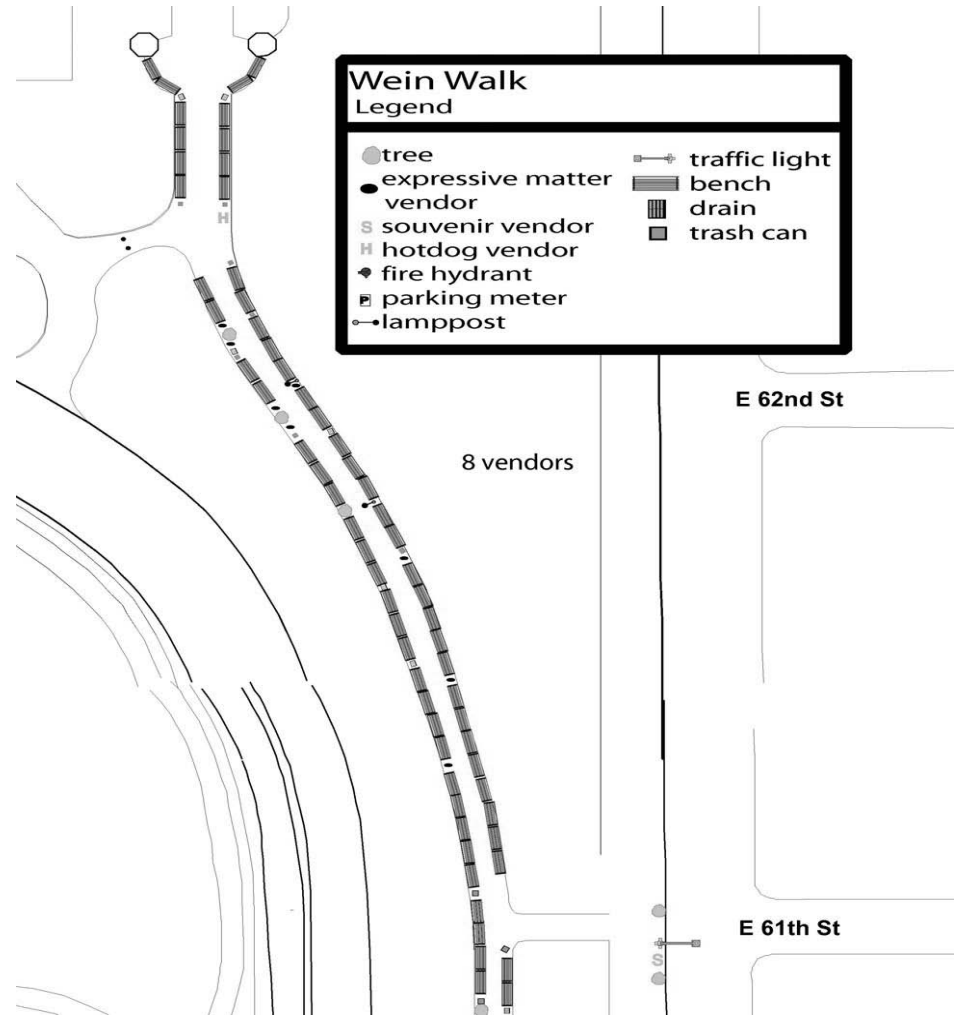 Wein Walk
Legend
tree
expressive matter
vendor
S souvenir vendor
H hotdog vendor
fire hydrant
P parking meter
lamppost
traffic light
bench
drain
trash can
H
E 62nd St
8 vendors
E 61th St
S